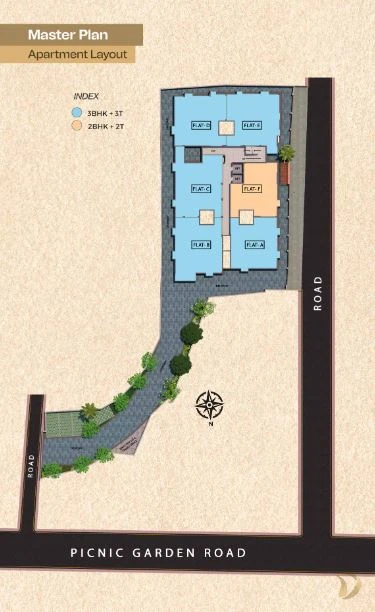 Master Plan
Apartment Layout
INDEX
3BHK + 3T
2BHK + 2T
FLAT- D
FLAT- E
FLAT- C
FLAT- F
FLAT- B
FLAT- A
ROAD
N
ROAD
PICNIC GARDEN ROAD